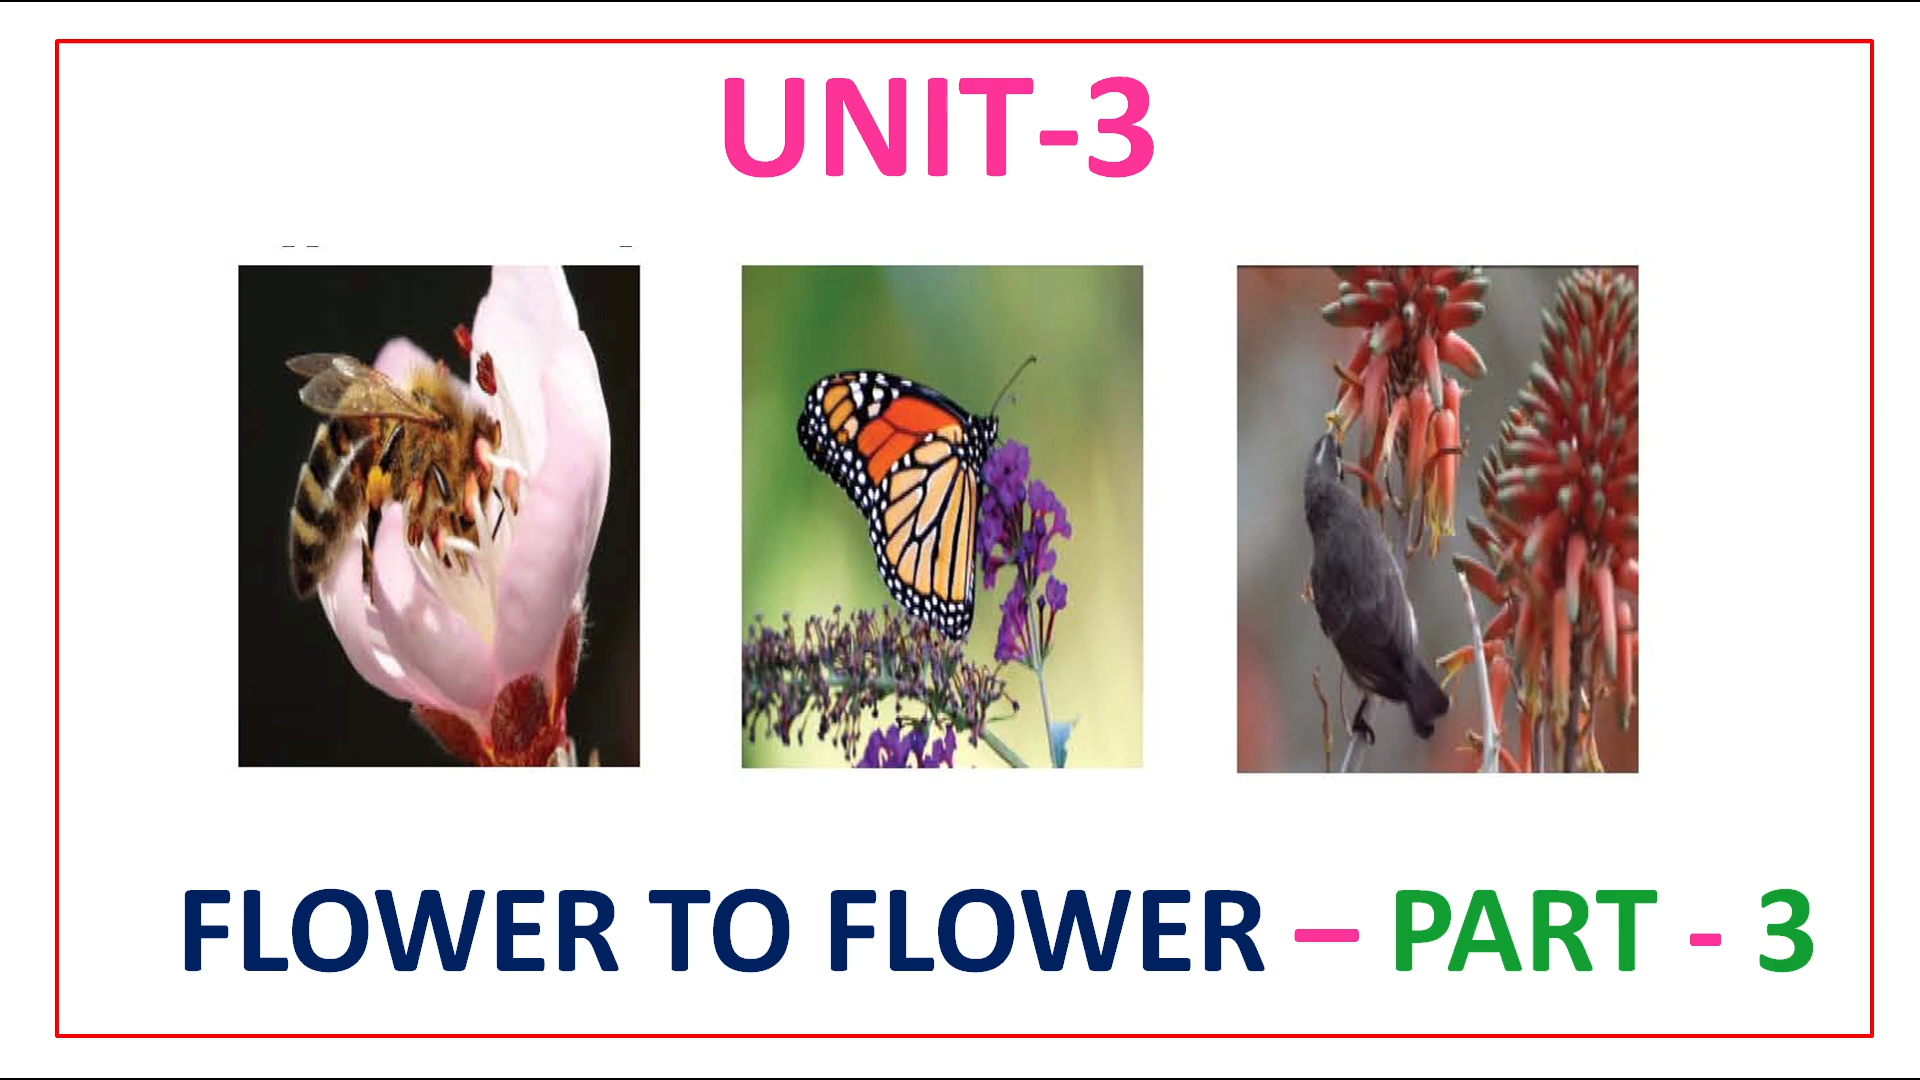 UNIT-3
FLOWER TO FLOWER – PART - 3